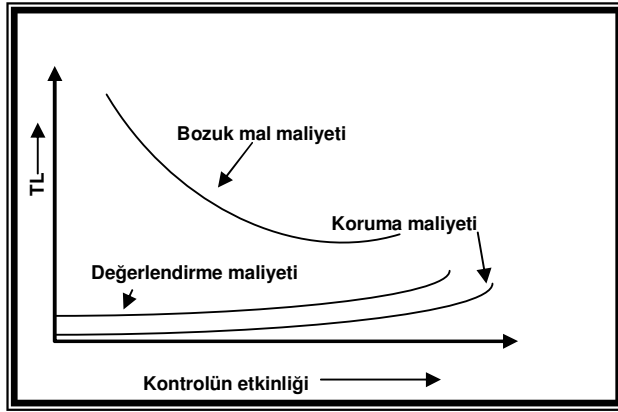 Bozuk mal maliyeti
TL
Koruma maliyeti
Değerlendirme maliyeti
Kontrolün etkinliği